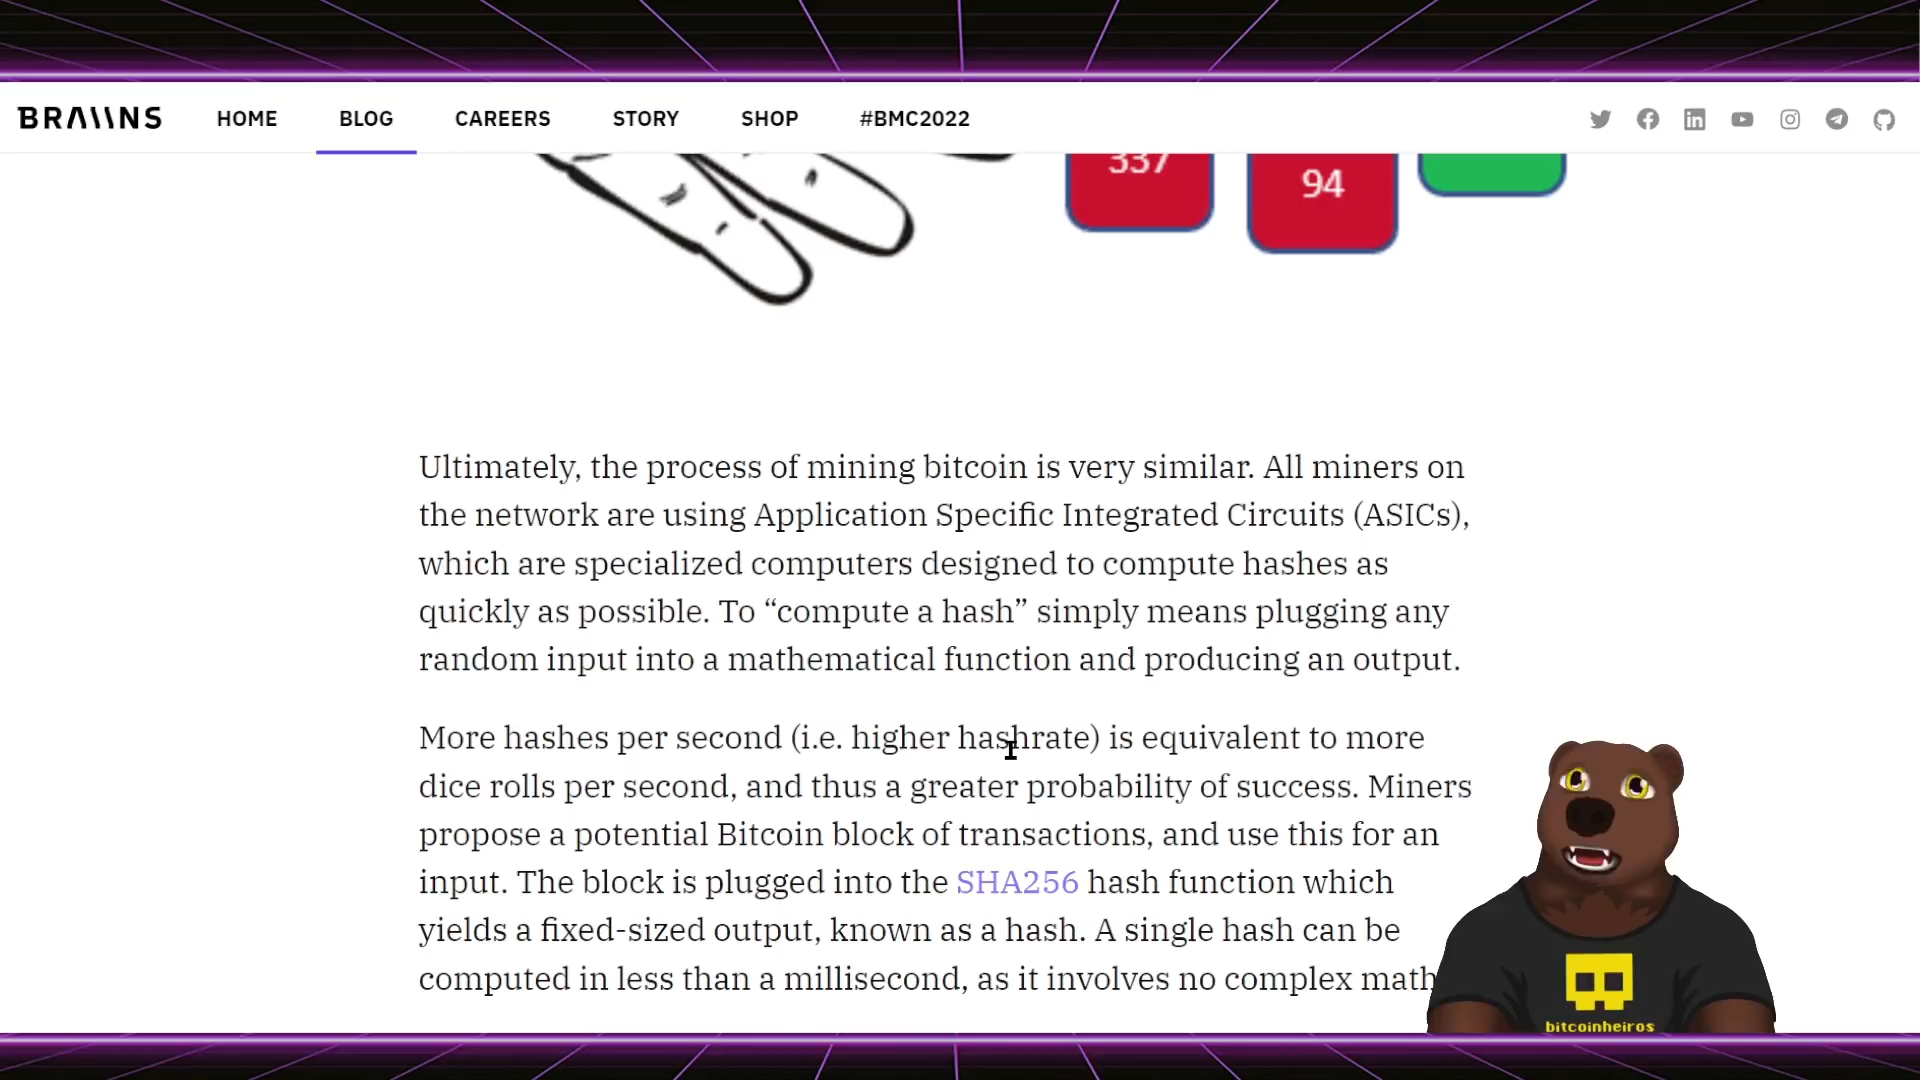 BRAIINS HOME BLOG CAREERS STORY SHOP #BMC2022
337
94
Ultimately, the process of mining bitcoin is very similar. All miners on
the network are using Application Specific Integrated Circuits (ASICs),
which are specialized computers designed to compute hashes as
quickly as possible. To “compute a hash” simply means plugging any
random input into a mathematical function and producing an output.
More hashes per second (i.e. higher hashrate) is equivalent to more
dice rolls per second, and thus a greater probability of success. Miners
propose a potential Bitcoin block of transactions, and use this for an
input. The block is plugged into the SHA256 hash function which
yields a fixed-sized output, known as a hash. A single hash can be
computed in less than a millisecond, as it involves no complex math
bitcoinheiros